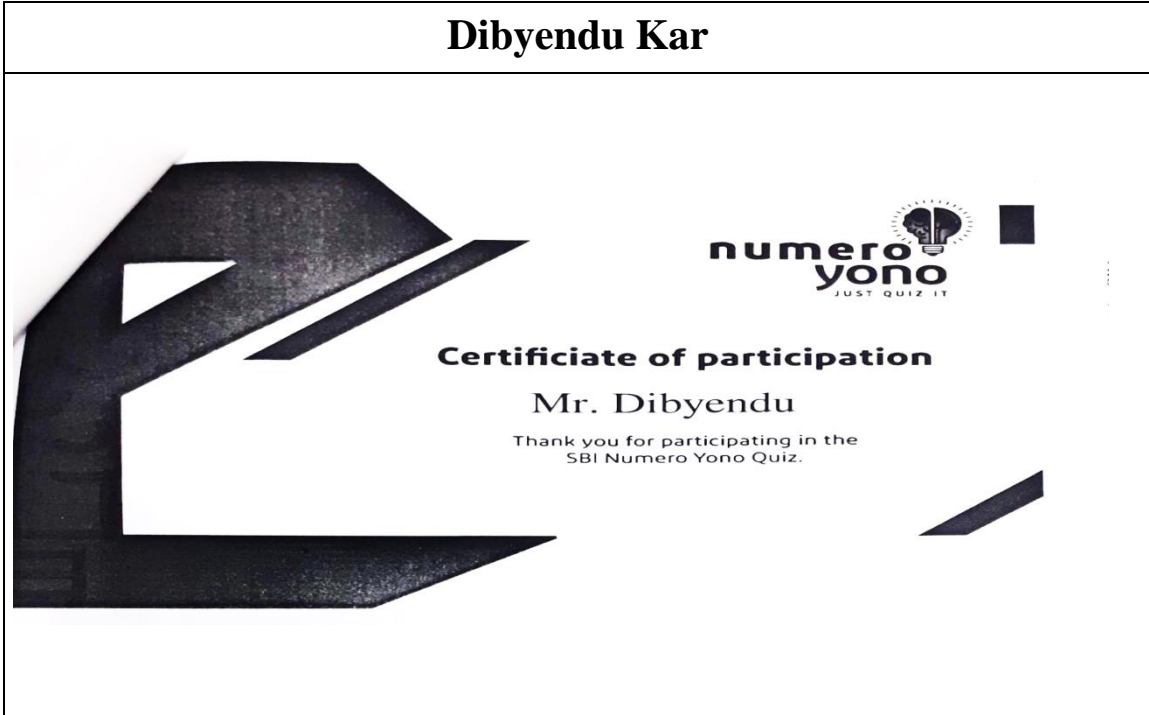 Dibyendu Kar
numero
yono
JUST QUIZ IT
Certificiate of participation
Mr. Dibyendu
Thank you for participating in the
SBI Numero Yono Quiz.